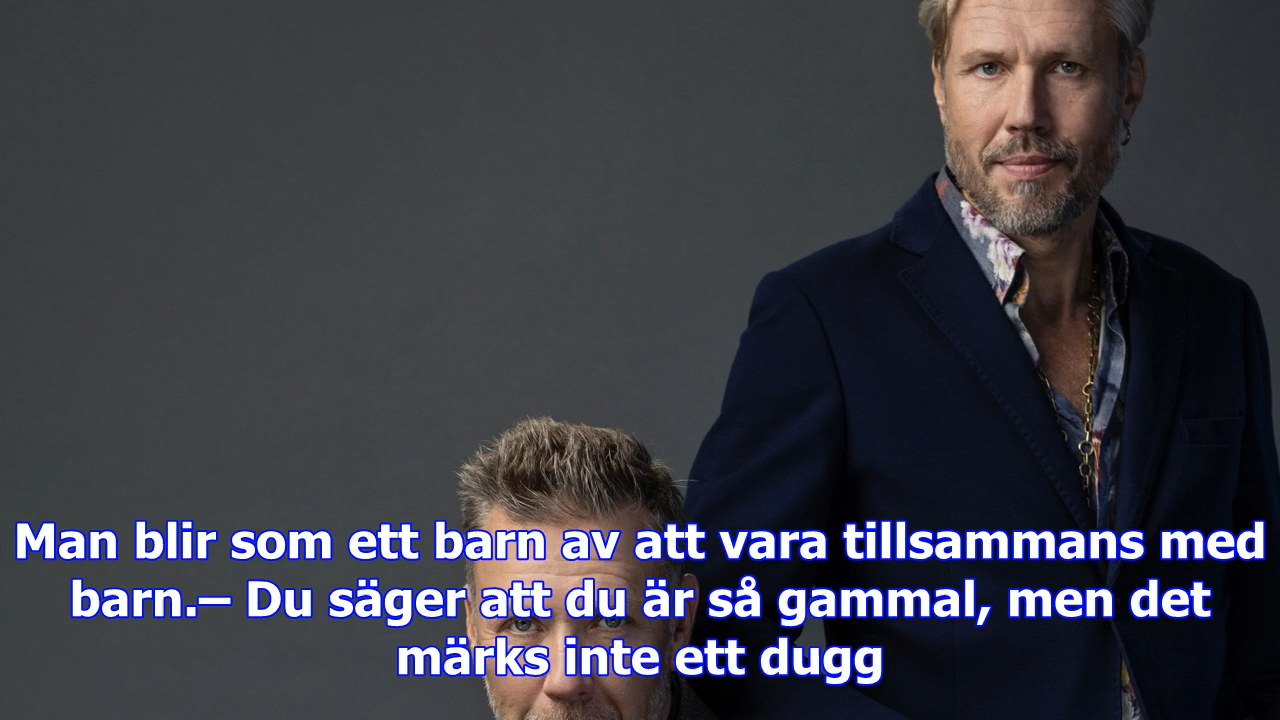 Man blir som ett barn av att vara tillsammans med
barn.– Du säger att du är så gammal, men det
märks inte ett dugg